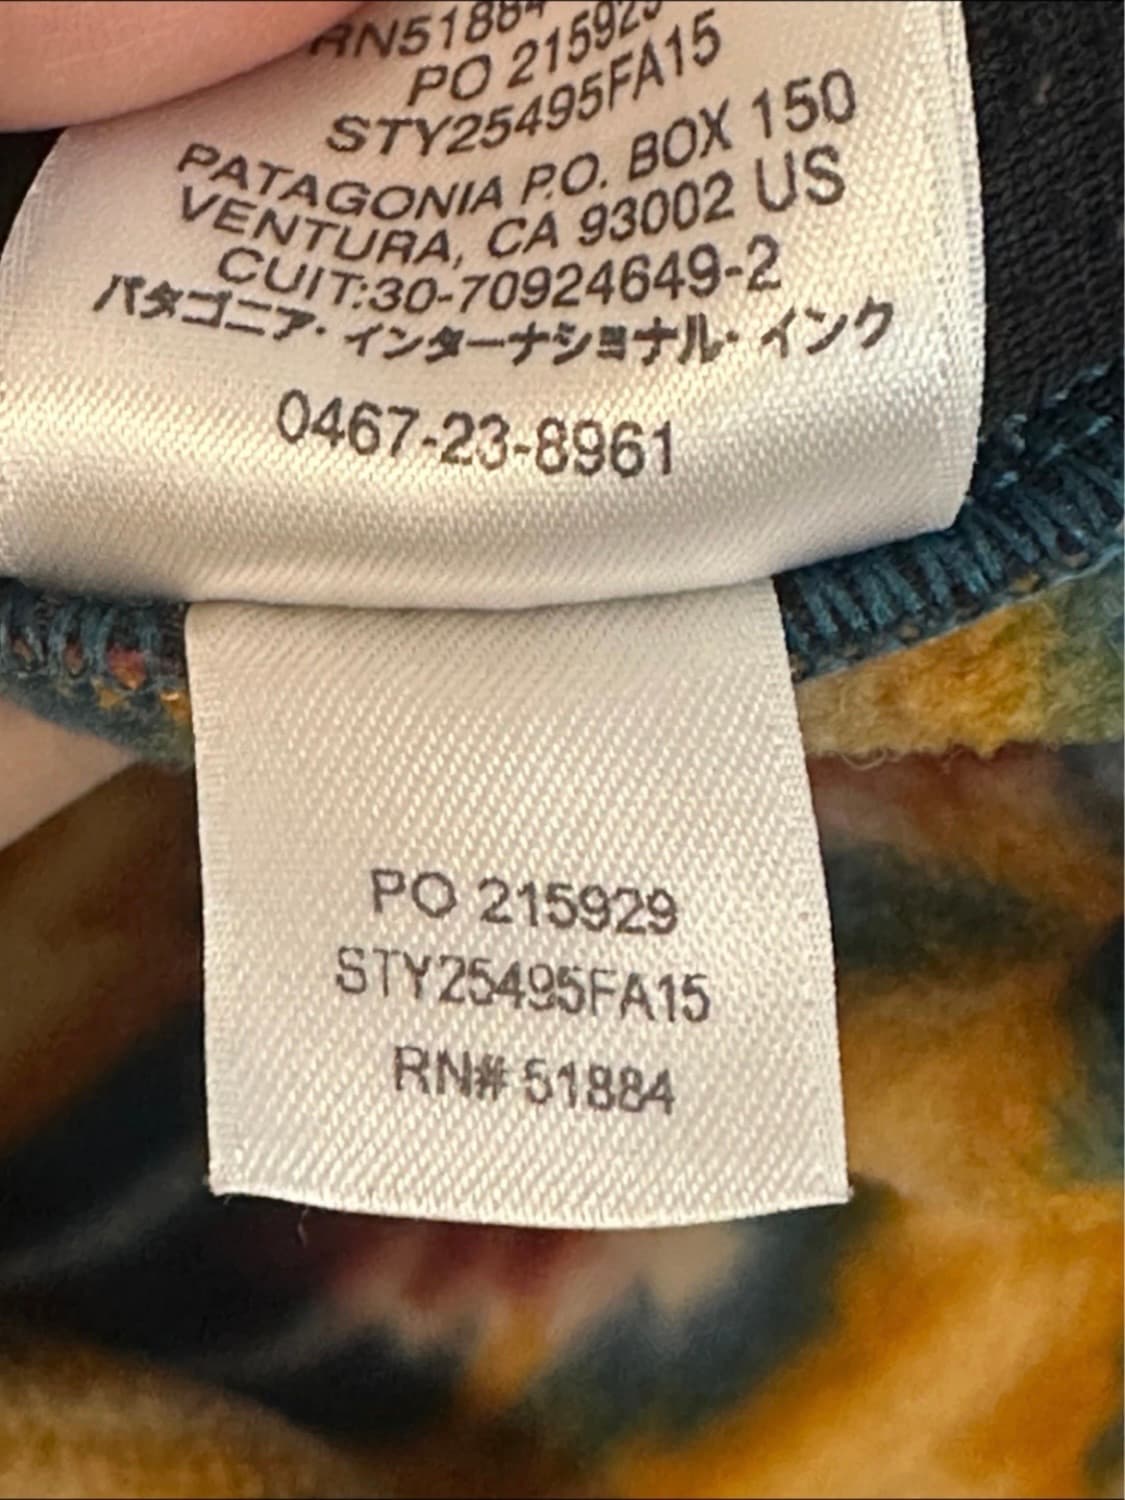 RN51884
PO 215929
STY25495FA15
PATAGONIA P.O. BOX 150
VENTURA, CA 93002 US
CUIT:30-70924649-2
パタゴニア・インターナショナル・インク
0467-23-8961
PO 215929
STY25495FA15
RN# 51884